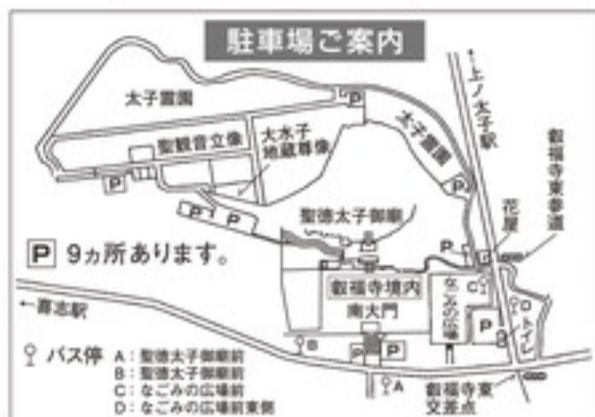 駐車場ご案内
太子霊園
聖観音立像
大水子
地蔵尊像
太子霊園
↑上ノ太子駅
叡福寺東参道
花屋
聖徳太子御廟
P 9ヵ所あります。
叡福寺境内
南大門
なごみの広場
トイレ
←喜志駅
バス停 A:聖徳太子御廟前
B:聖徳太子御廟前
C:なごみの広場前
D:なごみの広場前東側
叡福寺東
交差点
P
P
P
P
P
P
P
P
P
A
B
C
D